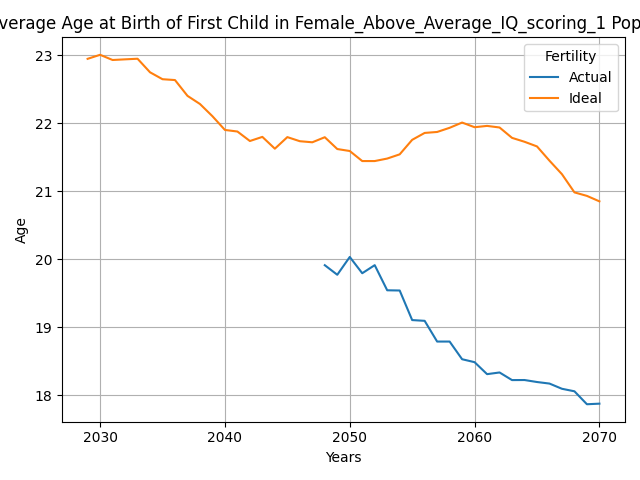 verage Age at Birth of First Child in Female_Above_Average_IQ_scoring_1 Pop
Fertility
Actual
Ideal
23
22
21
20
19
18
Age
2030 2040 2050 2060 2070
Years